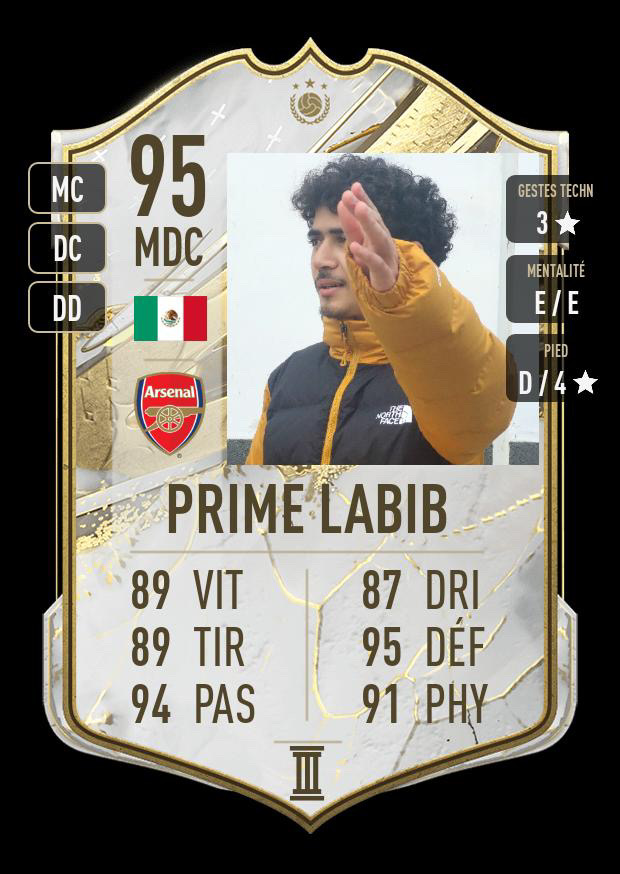 95
MDC
MC
DC
DD
Arsenal
GESTES TECHN
3★
MENTALITÉ
E/E
PIED
D/4★
THE
NORTH
FACE
PRIME LABIB
89 VIT
89 TIR
94 PAS
87 DRI
95 DÉF
91 PHY